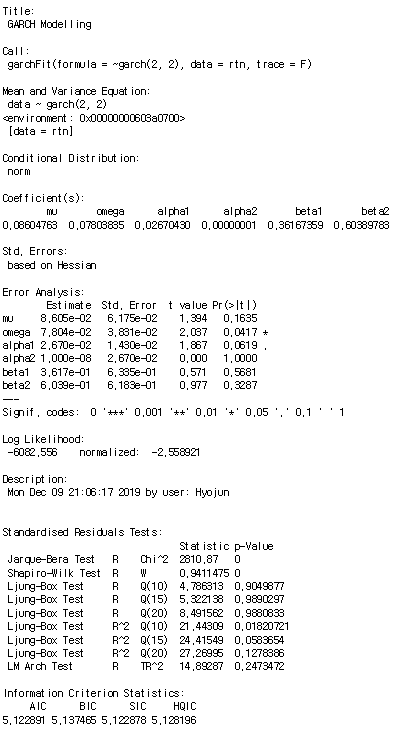 Title:
GARCH Modelling
Call:
garchFit(formula = ~garch(2, 2), data = rtn, trace = F)
Mean and Variance Equation:
data ~ garch(2, 2)
<environment: 0x00000000603a0700>
[data = rtn]
Conditional Distribution:
norm
Coefficient(s):
mu omega alpha1 alpha2 beta1 beta2
0.08604763 0.07803835 0.02670430 0.00000001 0.36167359 0.60389783
Std. Errors:
based on Hessian
Error Analysis:
Estimate Std. Error t value Pr(>|t|)
mu 8.605e-02 6.175e-02 1.394 0.1635
omega 7.804e-02 3.831e-02 2.037 0.0417 *
alpha1 2.670e-02 1.430e-02 1.867 0.0619 .
alpha2 1.000e-08 2.670e-02 0.000 1.0000
beta1 3.617e-01 6.335e-01 0.571 0.5681
beta2 6.039e-01 6.183e-01 0.977 0.3287
---
Signif. codes: 0 '***' 0.001 '**' 0.01 '*' 0.05 '.' 0.1 ' ' 1
Log Likelihood:
-6082.556 normalized: -2.558921
Description:
Mon Dec 09 21:06:17 2019 by user: Hyojun
Standardised Residuals Tests:
Statistic p-Value
Jarque-Bera Test R Chi^2 2810.87 0
Shapiro-Wilk Test R W 0.9411475 0
Ljung-Box Test R Q(10) 4.786313 0.9049877
Ljung-Box Test R Q(15) 5.322138 0.9890297
Ljung-Box Test R Q(20) 8.491562 0.9880833
Ljung-Box Test R^2 Q(10) 21.44309 0.01820721
Ljung-Box Test R^2 Q(15) 24.41549 0.0583654
Ljung-Box Test R^2 Q(20) 27.26995 0.1278386
LM Arch Test R TR^2 14.89287 0.2473472
Information Criterion Statistics:
AIC BIC SIC HQIC
5.122891 5.137465 5.122878 5.128196